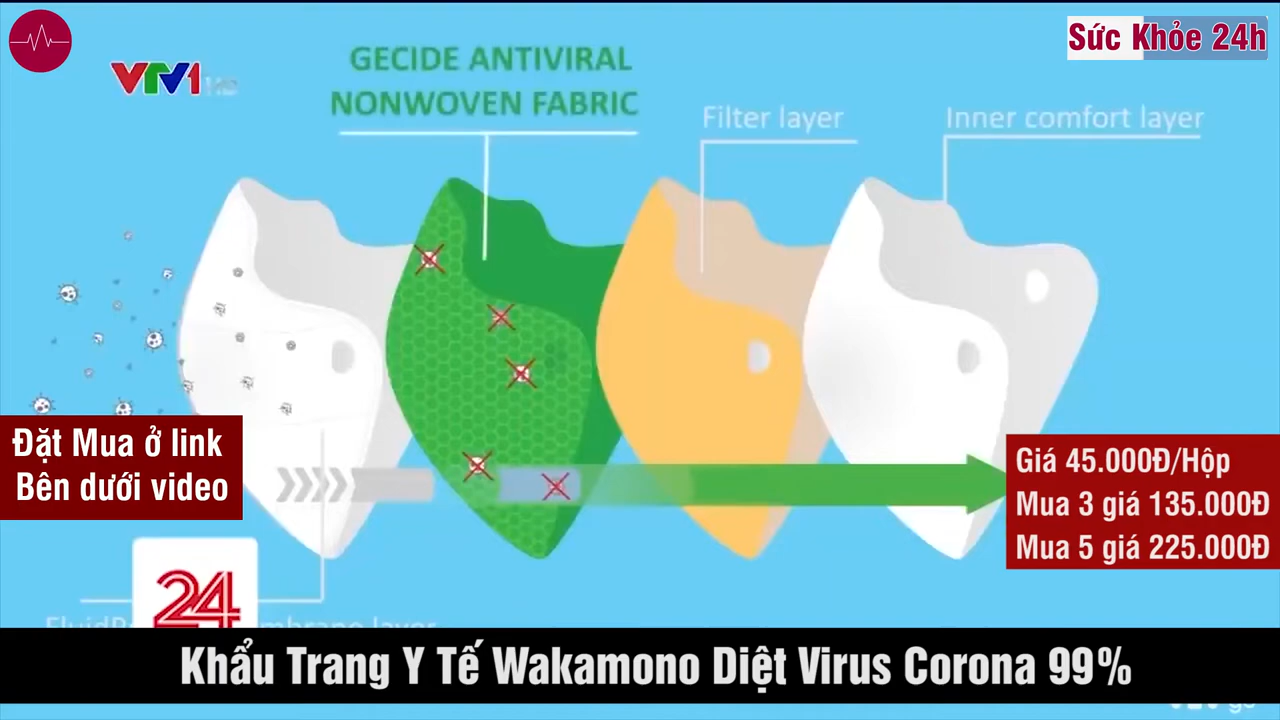 Sức Khỏe 24h
VTV1 HD
GECIDE ANTIVIRAL
NONWOVEN FABRIC
Filter layer
Inner comfort layer
Đặt Mua ở link
Bên dưới video
Giá 45.000Đ/Hộp
Mua 3 giá 135.000Đ
Mua 5 giá 225.000Đ
24
layer
Khẩu Trang Y Tế Wakamono Diệt Virus Corona 99%